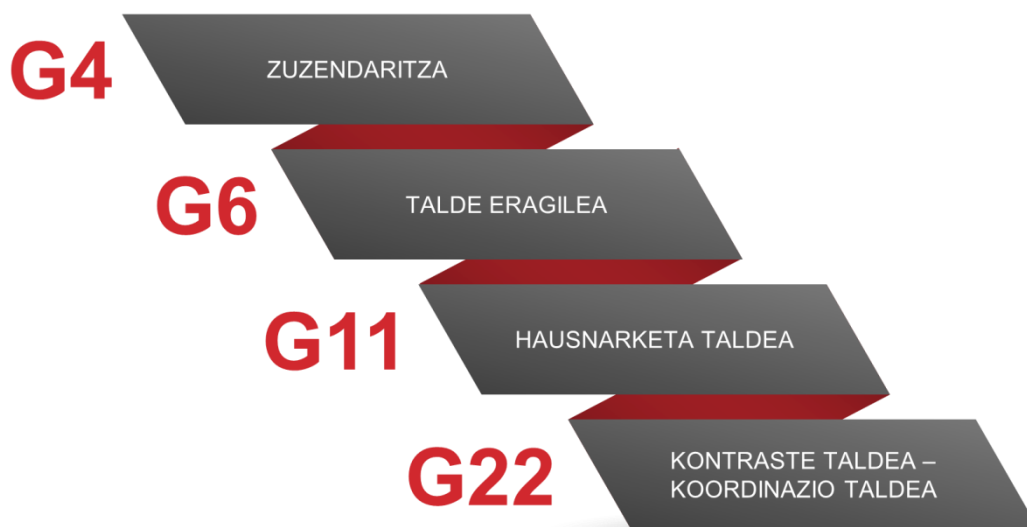 G4
ZUZENDARITZA
G6
TALDE ERAGILEA
G11
HAUSNARKETA TALDEA
G22
KONTRASTE TALDEA –
KOORDINAZIO TALDEA